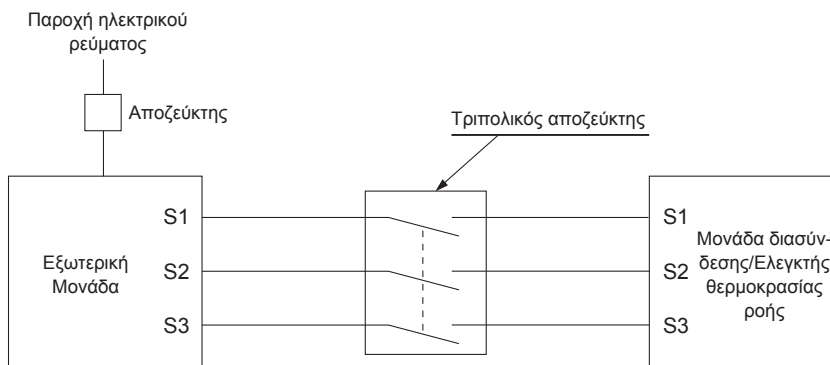 Παροχή ηλεκτρικού
ρεύματος
Αποζεύκτης
Τριπολικός αποζεύκτης
Εξωτερική
Μονάδα
S1
S2
S3
S1
S2
S3
Μονάδα διασύν-
δεσης/Ελεγκτής
θερμοκρασίας
ροής